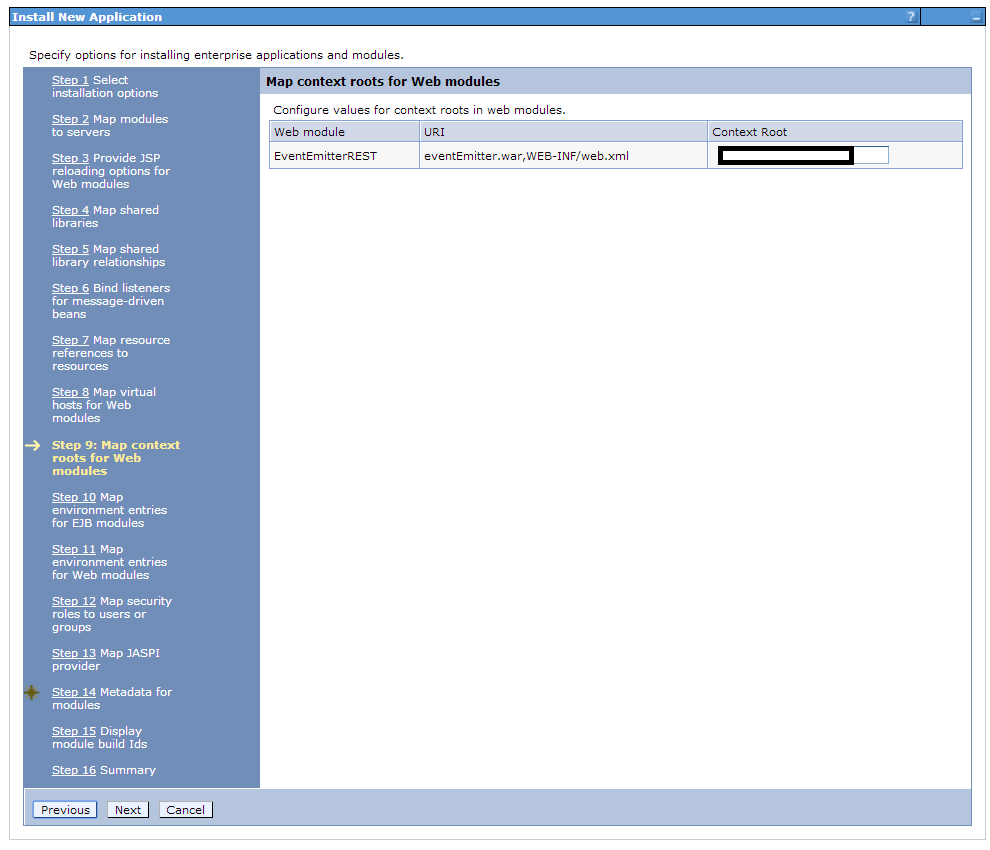 Install New Application
?
Specify options for installing enterprise applications and modules.
Step 1 Select
installation options
Step 2 Map modules
to servers
Step 3 Provide JSP
reloading options for
Web modules
Step 4 Map shared
libraries
Step 5 Map shared
library relationships
Step 6 Bind listeners
for message-driven
beans
Step 7 Map resource
references to
resources
Step 8 Map virtual
hosts for Web
modules
Step 9: Map context
roots for Web
modules
Step 10 Map
environment entries
for EJB modules
Step 11 Map
environment entries
for Web modules
Step 12 Map security
roles to users or
groups
Step 13 Map JASPI
provider
Step 14 Metadata for
modules
Step 15 Display
module build Ids
Step 16 Summary
Map context roots for Web modules
Configure values for context roots in web modules.
Web module URI Context Root
EventEmitterREST eventEmitter.war,WEB-INF/web.xml
Previous Next Cancel